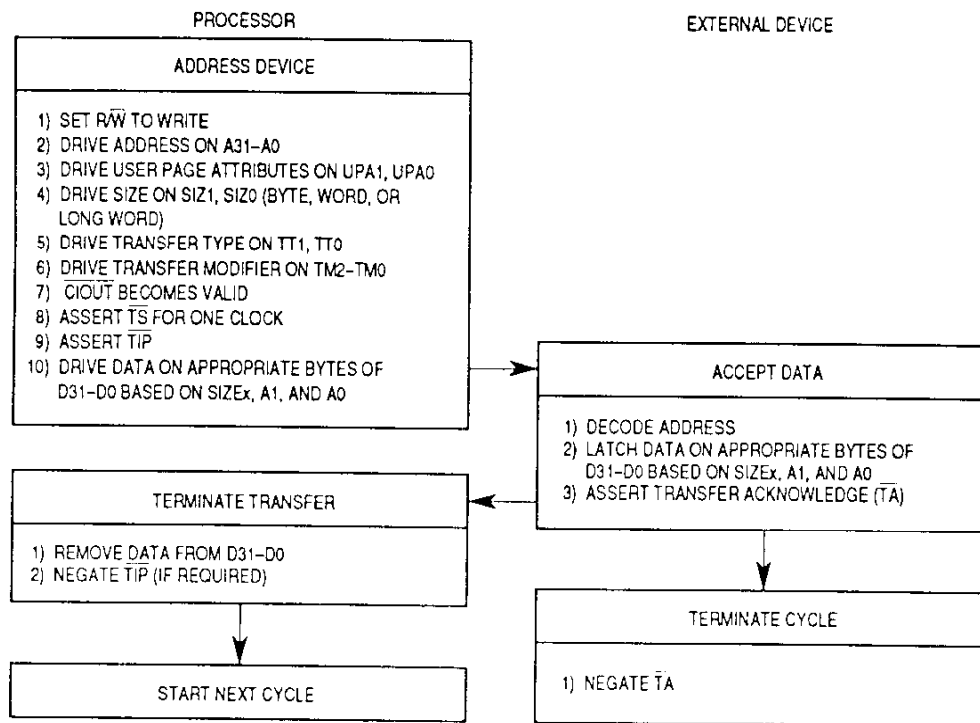 PROCESSOR
EXTERNAL DEVICE
ADDRESS DEVICE
1) SET R/W̅ TO WRITE
2) DRIVE ADDRESS ON A31–A0
3) DRIVE USER PAGE ATTRIBUTES ON UPA1, UPA0
4) DRIVE SIZE ON SIZ1, SIZ0 (BYTE, WORD, OR
LONG WORD)
5) DRIVE TRANSFER TYPE ON TT1, TT0
6) DRIVE TRANSFER MODIFIER ON TM2–TM0
7) C̅I̅O̅U̅T̅ BECOMES VALID
8) ASSERT T̅S̅ FOR ONE CLOCK
9) ASSERT T̅I̅P̅
10) DRIVE DATA ON APPROPRIATE BYTES OF
D31–D0 BASED ON SIZEx, A1, AND A0
ACCEPT DATA
1) DECODE ADDRESS
2) LATCH DATA ON APPROPRIATE BYTES OF
D31–D0 BASED ON SIZEx, A1, AND A0
3) ASSERT TRANSFER ACKNOWLEDGE (T̅A̅)
TERMINATE TRANSFER
1) REMOVE DATA FROM D31–D0
2) NEGATE T̅I̅P̅ (IF REQUIRED)
TERMINATE CYCLE
1) NEGATE T̅A̅
START NEXT CYCLE